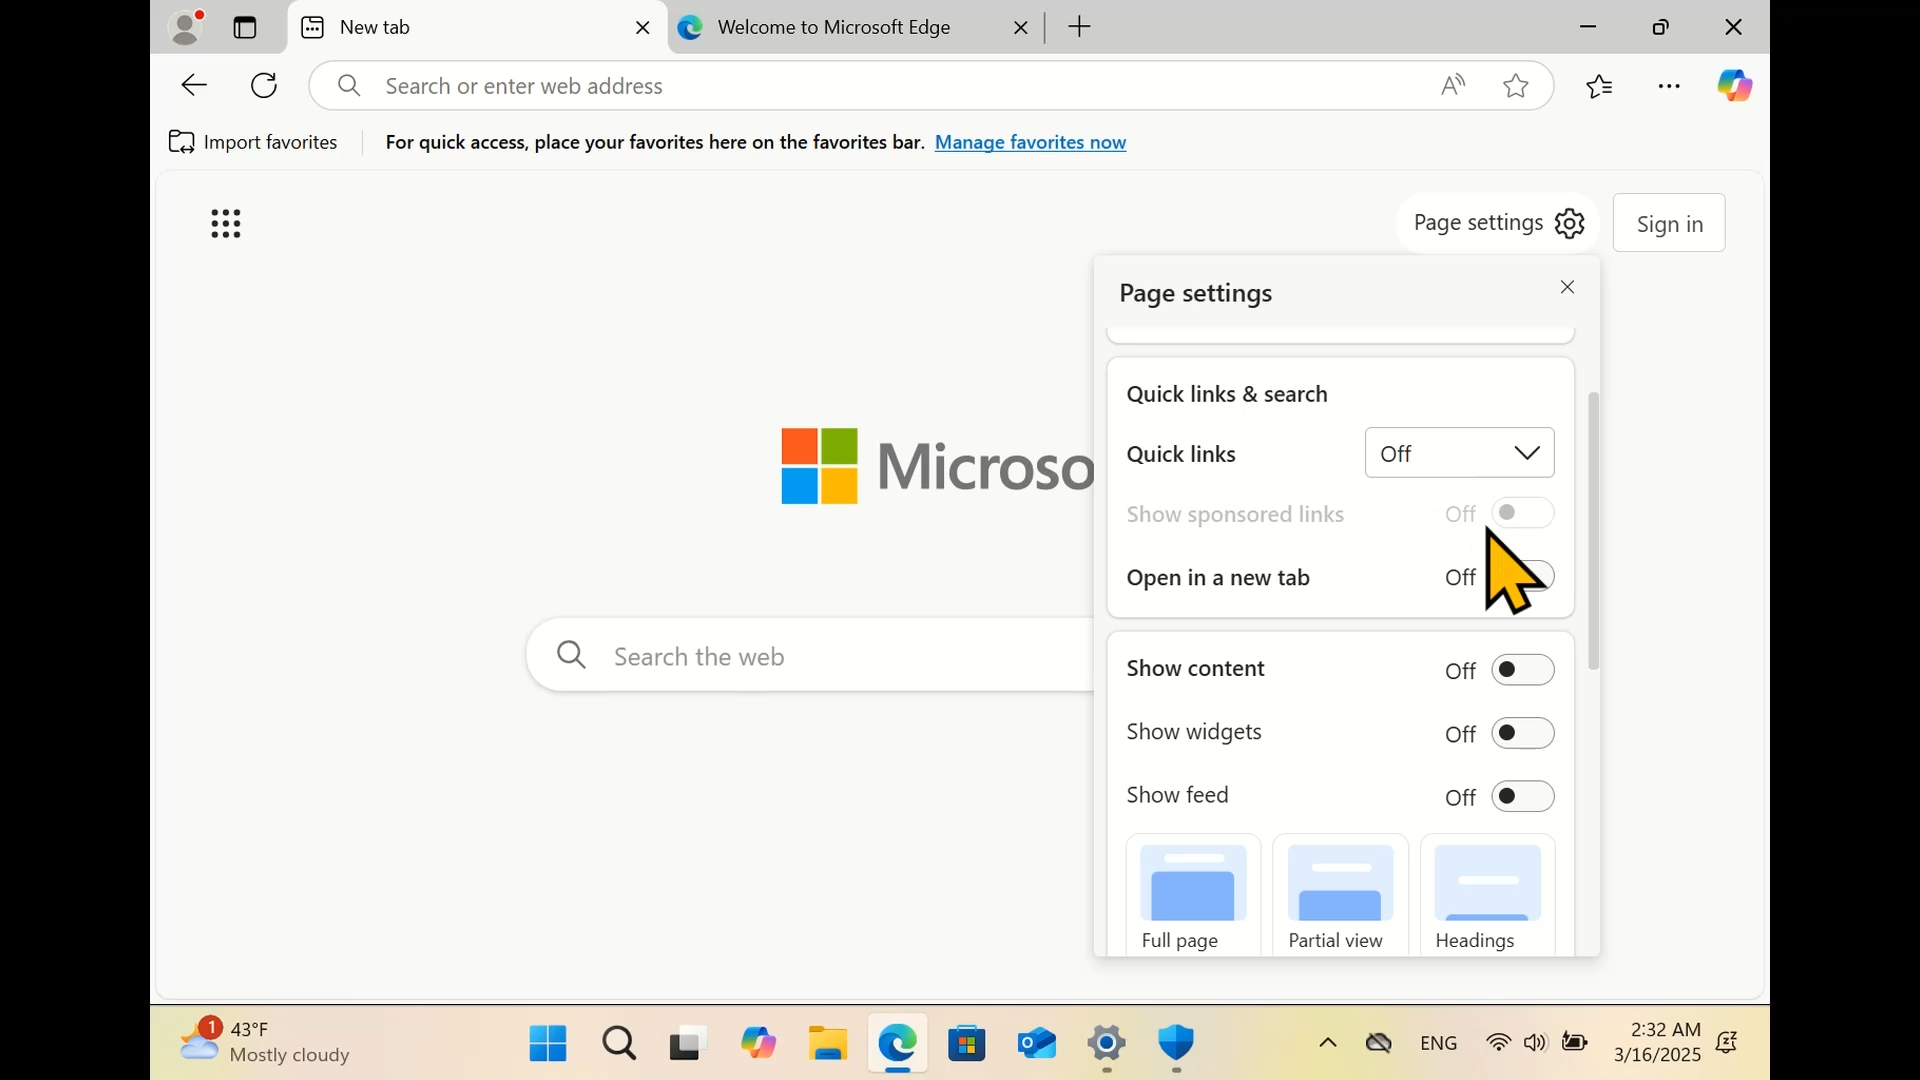 New tab
Welcome to Microsoft Edge
Search or enter web address
Import favorites
For quick access, place your favorites here on the favorites bar. Manage favorites now
Page settings
Sign in
Page settings
Quick links & search
Quick links
Off
Show sponsored links
Off
Open in a new tab
Off
Microso
Search the web
Show content
Off
Show widgets
Off
Show feed
Off
Full page
Partial view
Headings
1
43°F
Mostly cloudy
ENG
2:32 AM
3/16/2025